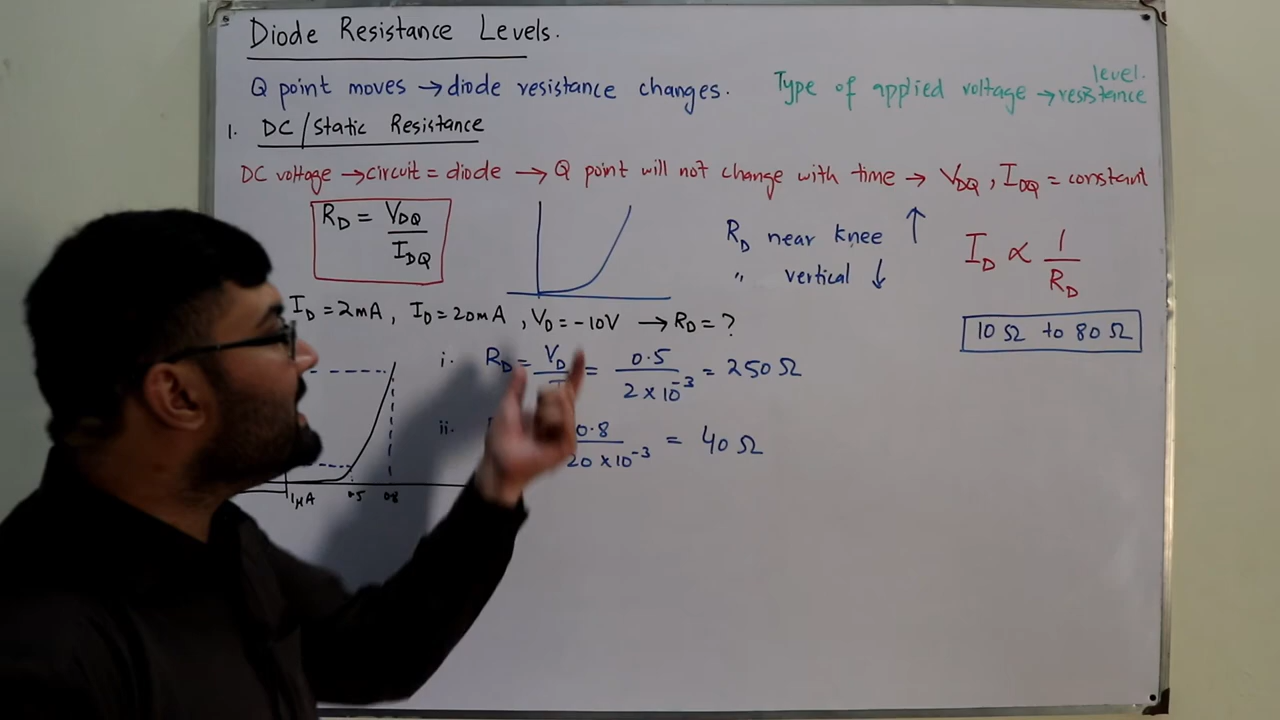 Diode Resistance Levels.
Q point moves → diode resistance changes.
Type of applied voltage → resistance level.
1. DC/Static Resistance
DC voltage → circuit = diode → Q point will not change with time → V_DQ, I_DQ = constant
R_D = V_DQ / I_DQ
R_D near knee ↑
" vertical ↓
I_D ∝ 1 / R_D
10 Ω to 80 Ω
I_D = 2mA, I_D = 20mA, V_D = -10V → R_D = ?
i. R_D = V_D / = 0.5 / 2 × 10^-3 = 250 Ω
ii. 0.8 / 20 × 10^-3 = 40 Ω
1μA
0.5
0.8